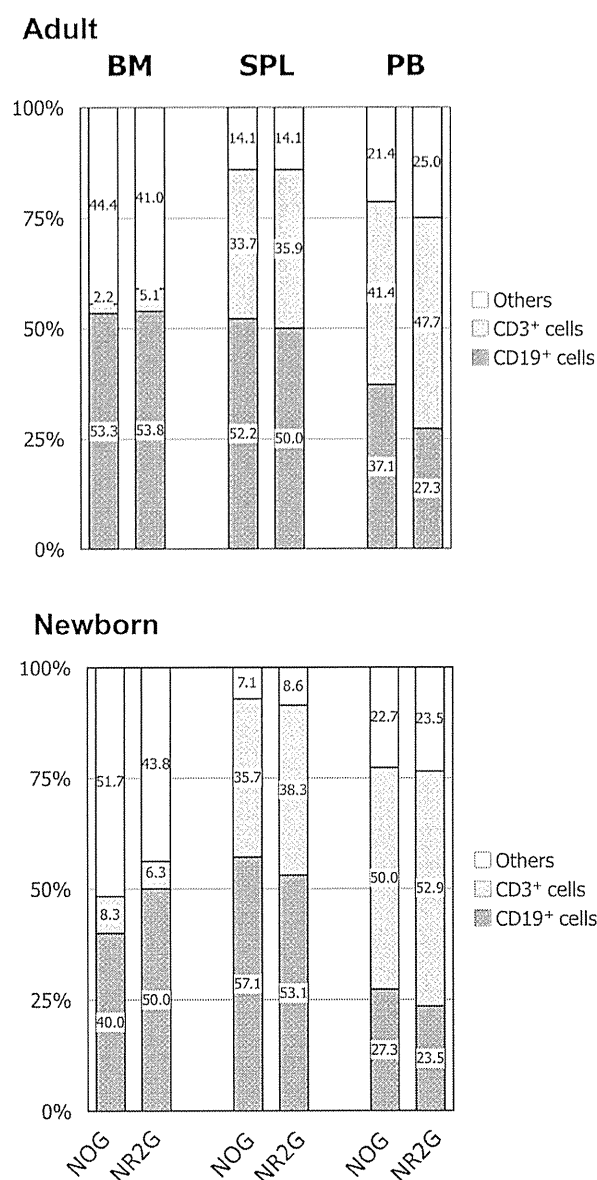 Adult
BM SPL PB
100%
75%
50%
25%
0%
44.4 41.0 14.1 14.1 21.4 25.0
2.2 5.1 33.7 35.9 41.4 47.7
53.3 53.8 52.2 50.0 37.1 27.3
Others
CD3+ cells
CD19+ cells
Newborn
100%
75%
50%
25%
0%
51.7 43.8 7.1 8.6 22.7 23.5
8.3 6.3 35.7 38.3 50.0 52.9
40.0 50.0 57.1 53.1 27.3 23.5
Others
CD3+ cells
CD19+ cells
NOG NR2G NOG NR2G NOG NR2G